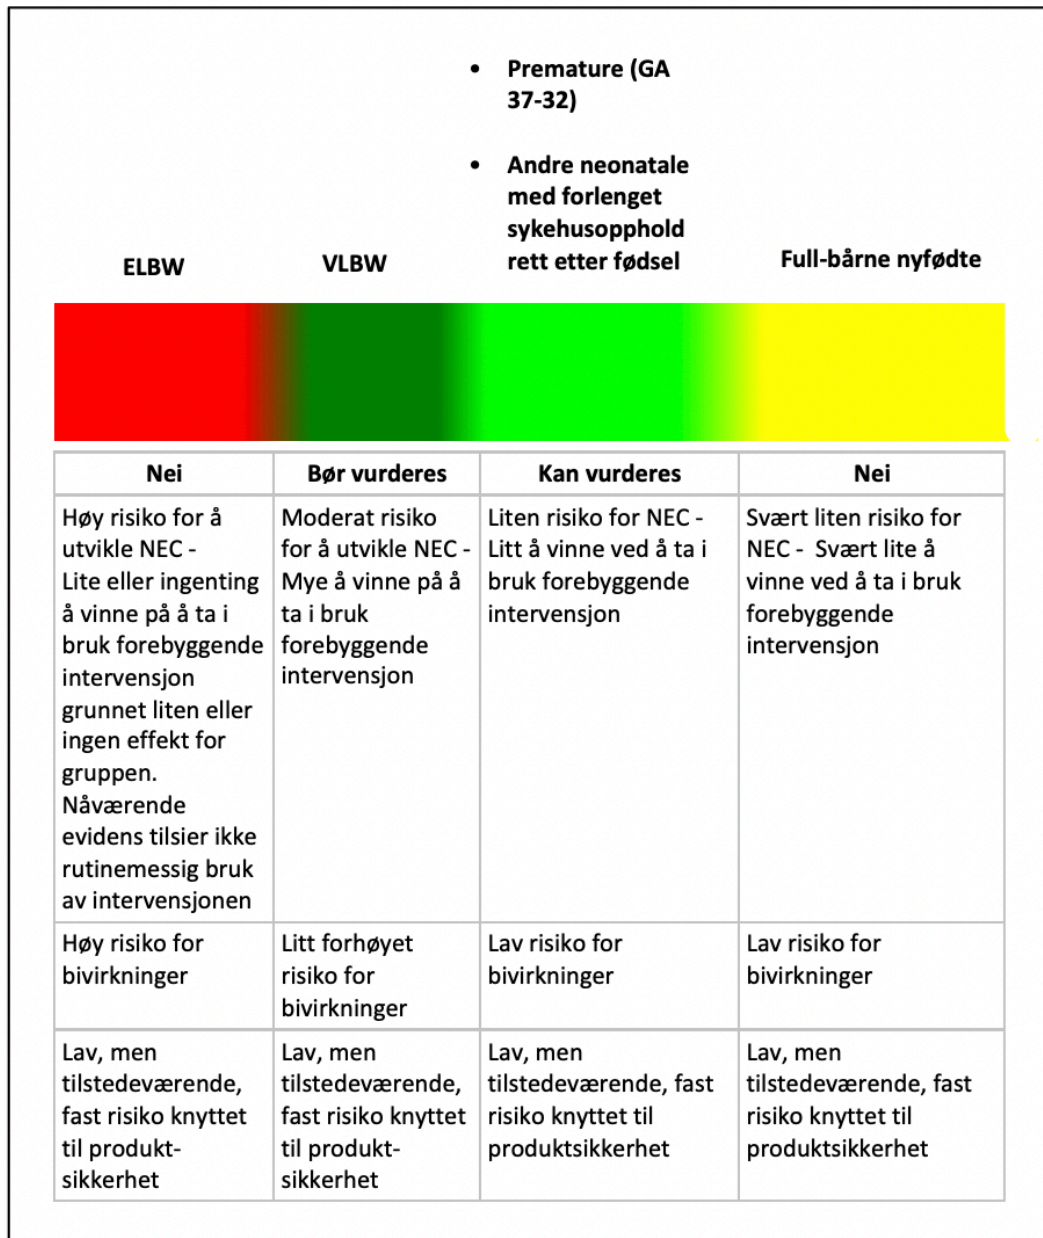 • Premature (GA
37-32)
• Andre neonatale
med forlenget
sykehusopphold
rett etter fødsel
ELBW
VLBW
Full-bårne nyfødte
Nei
Bør vurderes
Kan vurderes
Nei
Høy risiko for å
utvikle NEC -
Lite eller ingenting
å vinne på å ta i
bruk forebyggende
intervensjon
grunnet liten eller
ingen effekt for
gruppen.
Nåværende
evidens tilsier ikke
rutinemessig bruk
av intervensjonen
Moderat risiko
for å utvikle NEC -
Mye å vinne på å
ta i bruk
forebyggende
intervensjon
Liten risiko for NEC -
Litt å vinne ved å ta i
bruk forebyggende
intervensjon
Svært liten risiko for
NEC - Svært lite å
vinne ved å ta i bruk
forebyggende
intervensjon
Høy risiko for
bivirkninger
Litt forhøyet
risiko for
bivirkninger
Lav risiko for
bivirkninger
Lav risiko for
bivirkninger
Lav, men
tilstedeværende,
fast risiko knyttet
til produkt-
sikkerhet
Lav, men
tilstedeværende,
fast risiko knyttet
til produkt-
sikkerhet
Lav, men
tilstedeværende, fast
risiko knyttet til
produktsikkerhet
Lav, men
tilstedeværende, fast
risiko knyttet til
produktsikkerhet